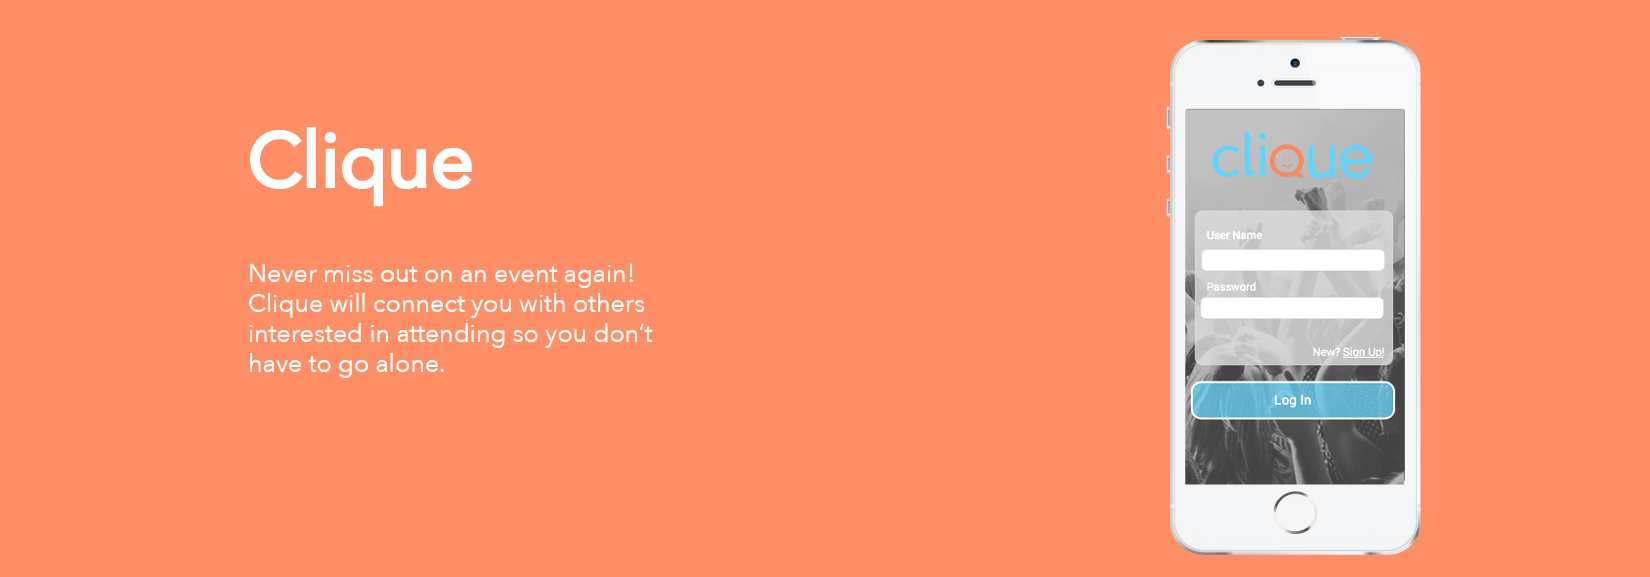 Clique
Never miss out on an event again!
Clique will connect you with others
interested in attending so you don’t
have to go alone.
clique
User Name
Password
New? Sign Up!
Log In